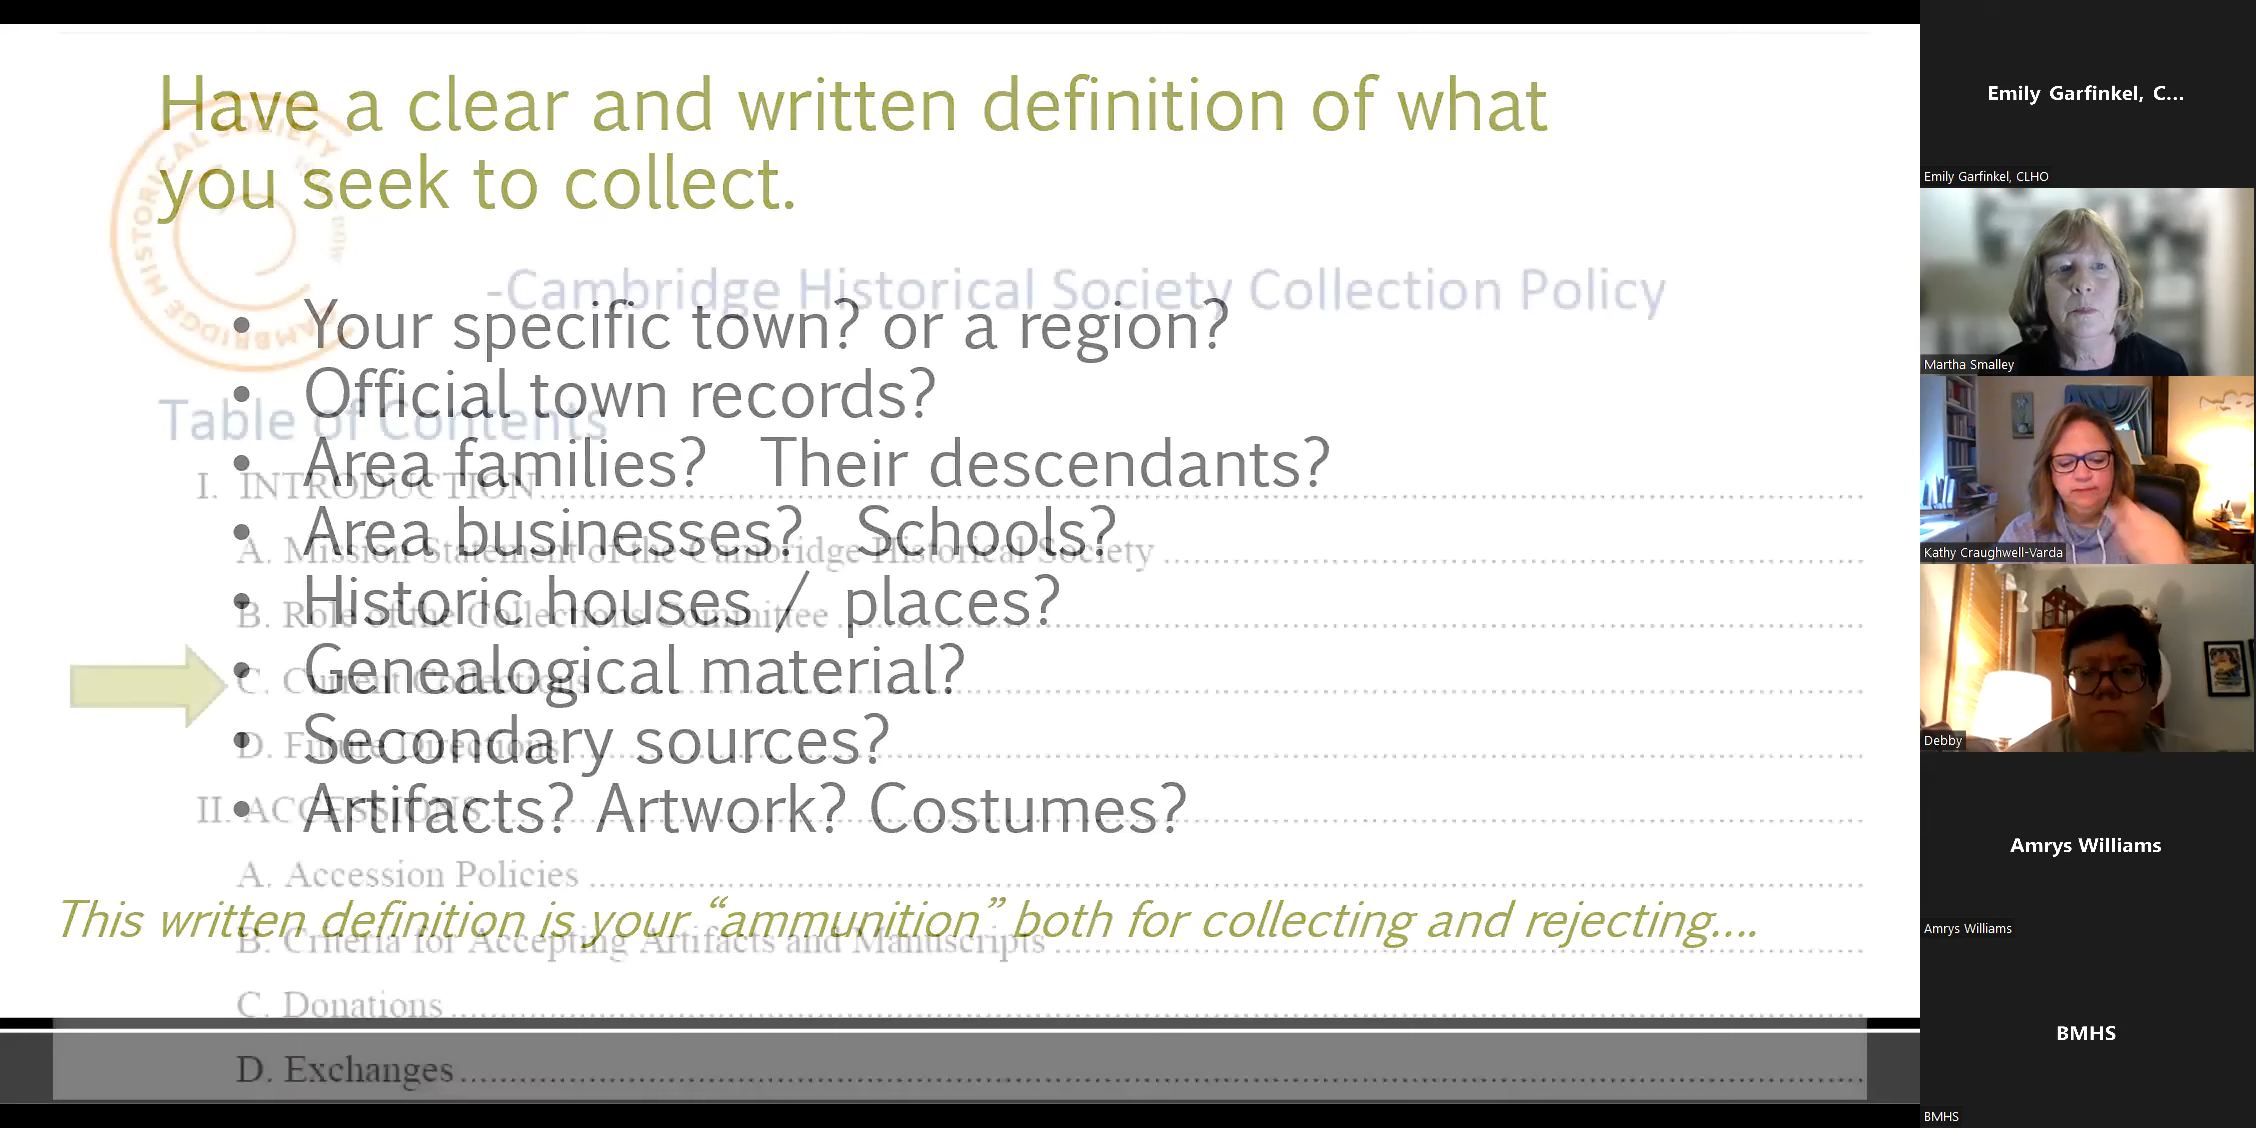 Have a clear and written definition of what
you seek to collect.
CAMBRIDGE HISTORICAL SOCIETY
-Cambridge Historical Society Collection Policy
• Your specific town? or a region?
• Official town records?
Table of Contents
• Area families? Their descendants?
I. INTRODUCTION
• Area businesses? Schools?
A. Mission Statement of the Cambridge Historical Society
• Historic houses / places?
B. Role of the Collections Committee
• Genealogical material?
C. Current Collections
• Secondary sources?
D. Future Directions
• Artifacts? Artwork? Costumes?
II. ACCESSIONS
A. Accession Policies
This written definition is your “ammunition” both for collecting and rejecting....
B. Criteria for Accepting Artifacts and Manuscripts
C. Donations
D. Exchanges
Emily Garfinkel, C...
Emily Garfinkel, CLHO
Martha Smalley
Kathy Craughwell-Varda
Debby
Amrys Williams
Amrys Williams
BMHS
BMHS